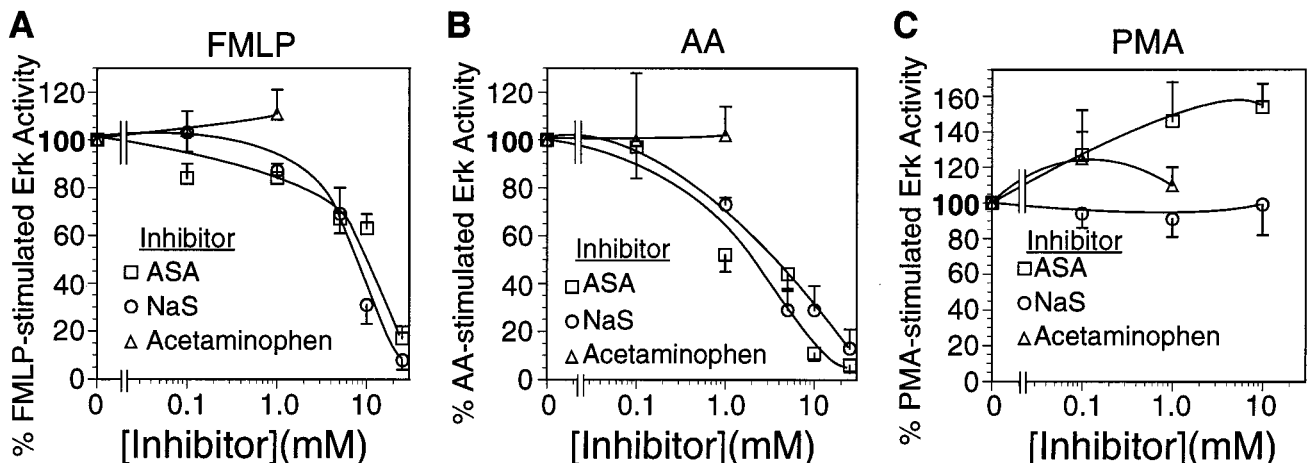 A
FMLP
% FMLP-stimulated Erk Activity
120
100
80
60
40
20
0
Inhibitor
ASA
NaS
Acetaminophen
0 0.1 1.0 10
[Inhibitor](mM)
B
AA
% AA-stimulated Erk Activity
120
100
80
60
40
20
0
Inhibitor
ASA
NaS
Acetaminophen
0 0.1 1.0 10
[Inhibitor](mM)
C
PMA
% PMA-stimulated Erk Activity
160
140
120
100
80
60
40
20
0
Inhibitor
ASA
NaS
Acetaminophen
0 0.1 1.0 10
[Inhibitor](mM)